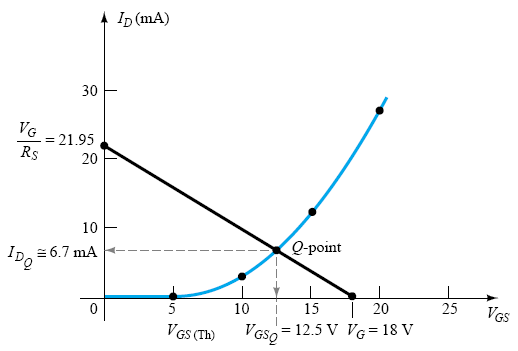 I_D (mA)
30
V_G / R_S = 21.95
20
10
I_DQ ≅ 6.7 mA
Q-point
0 5 10 15 20 25 V_GS
V_GS (Th) V_GSQ = 12.5 V V_G = 18 V